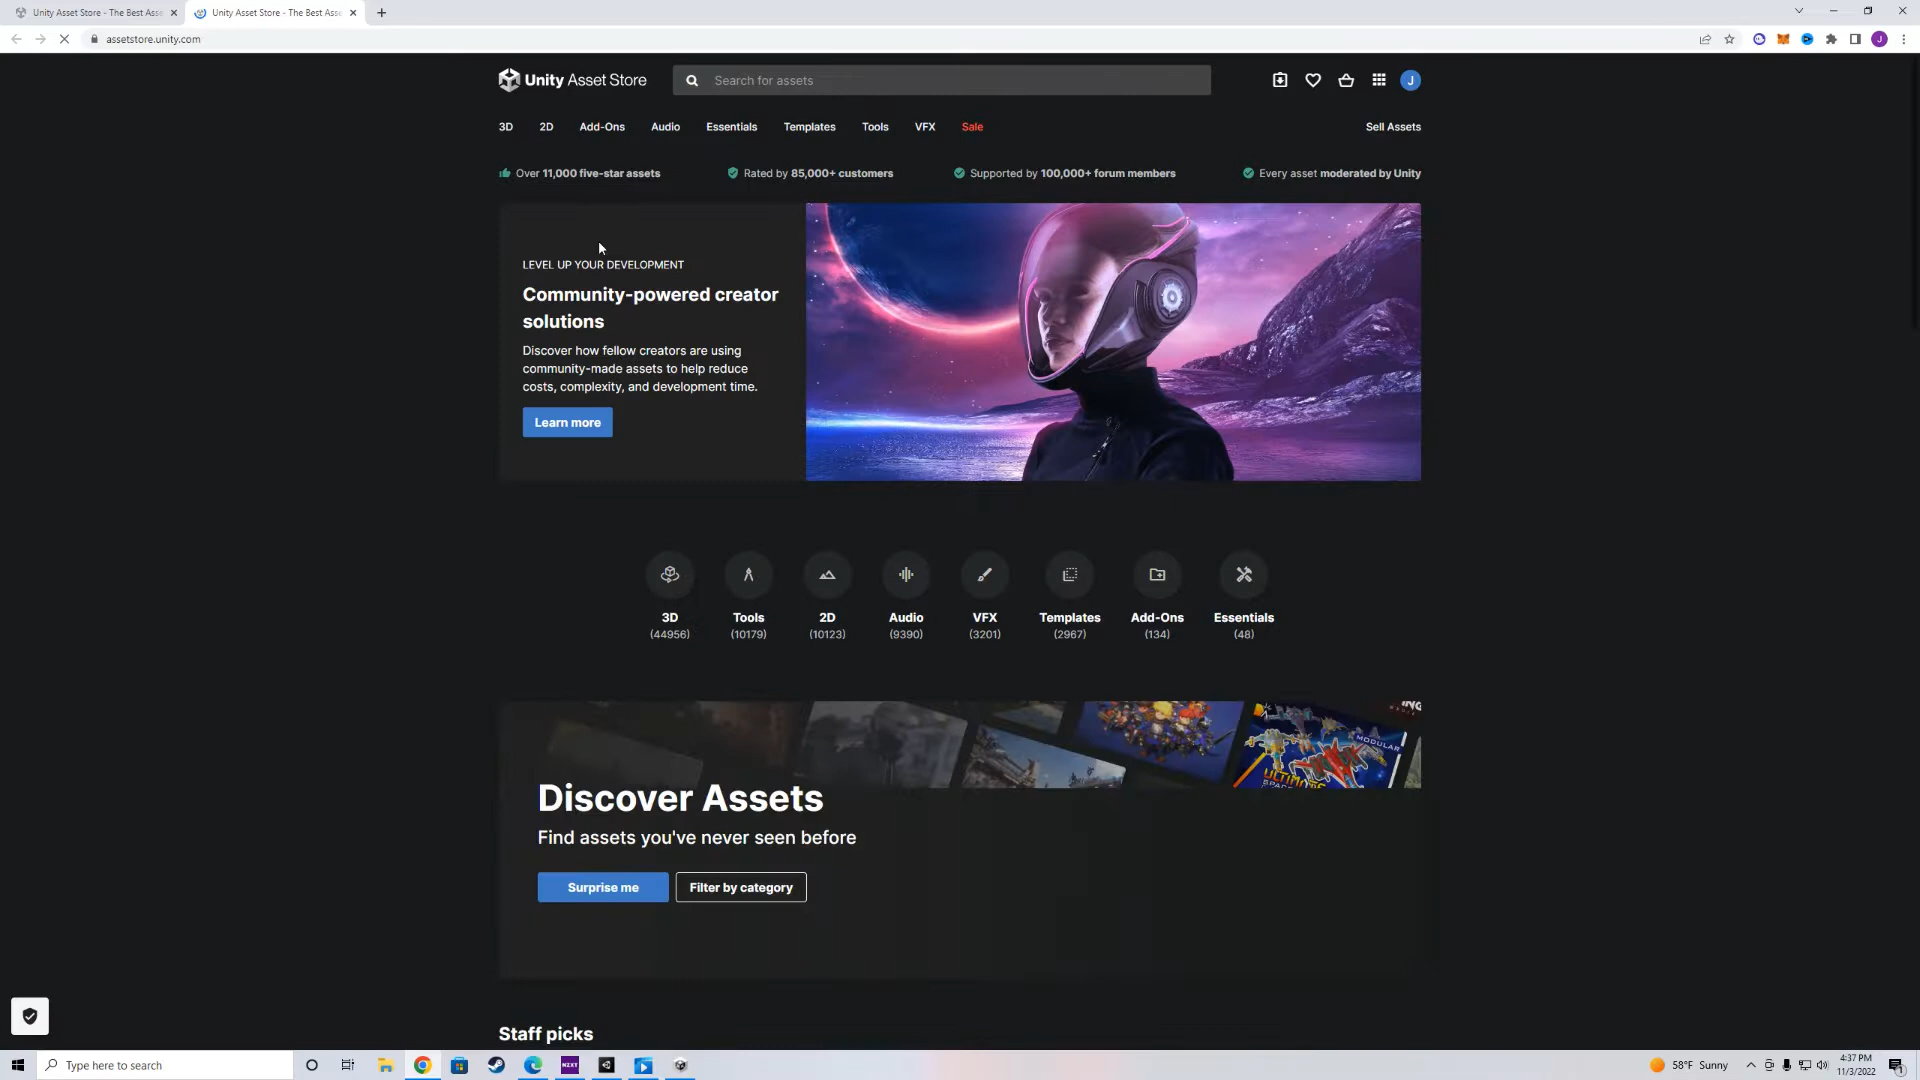 Unity Asset Store - The Best Asse
Unity Asset Store - The Best Asse
assetstore.unity.com
J
Unity Asset Store
Search for assets
J
3D 2D Add-Ons Audio Essentials Templates Tools VFX Sale Sell Assets
Over 11,000 five-star assets Rated by 85,000+ customers Supported by 100,000+ forum members Every asset moderated by Unity
LEVEL UP YOUR DEVELOPMENT
Community-powered creator
solutions
Discover how fellow creators are using
community-made assets to help reduce
costs, complexity, and development time.
Learn more
3D Tools 2D Audio VFX Templates Add-Ons Essentials
(44956) (10179) (10123) (9390) (3201) (2967) (134) (48)
MODULAR
Discover Assets
Find assets you've never seen before
Surprise me Filter by category
Staff picks
Type here to search
NZXT
58°F Sunny
4:37 PM
11/3/2022